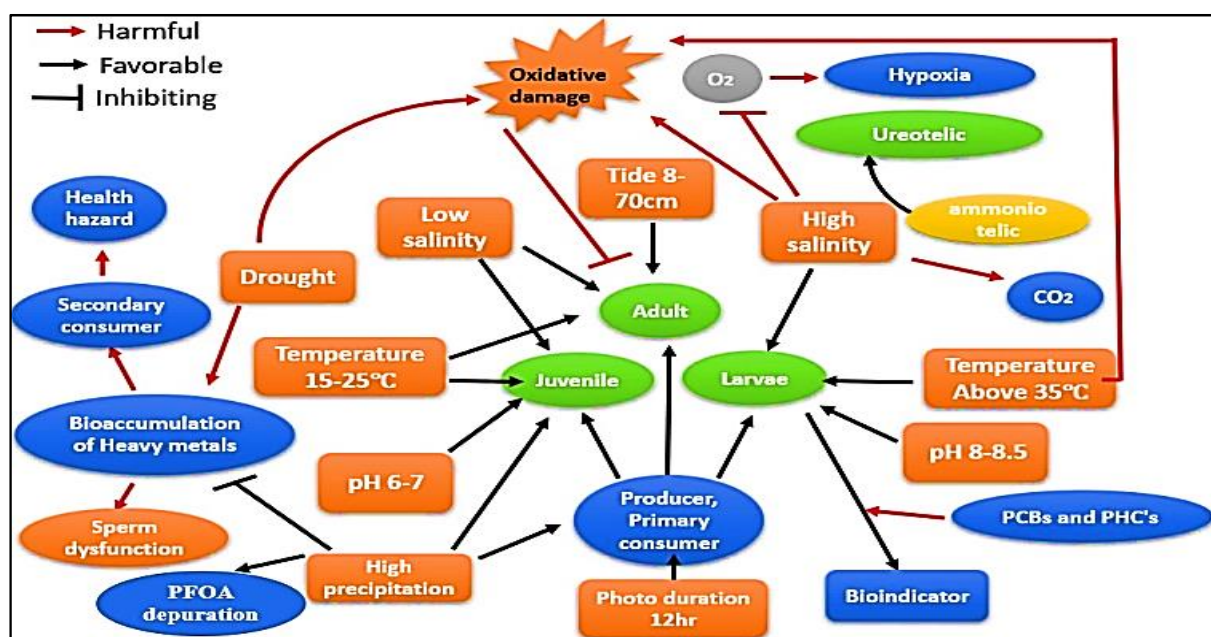 Harmful
Favorable
Inhibiting
Oxidative
damage
O2
Hypoxia
Ureotelic
Health
hazard
Low
salinity
Tide 8-
70cm
High
salinity
ammonio
telic
Drought
Secondary
consumer
Adult
CO2
Temperature
15-25°C
Juvenile
Larvae
Temperature
Above 35°C
Bioaccumulation
of Heavy metals
pH 6-7
pH 8-8.5
Producer,
Primary
consumer
PCBs and PHC's
Sperm
dysfunction
High
precipitation
PFOA
depuration
Photo duration
12hr
Bioindicator